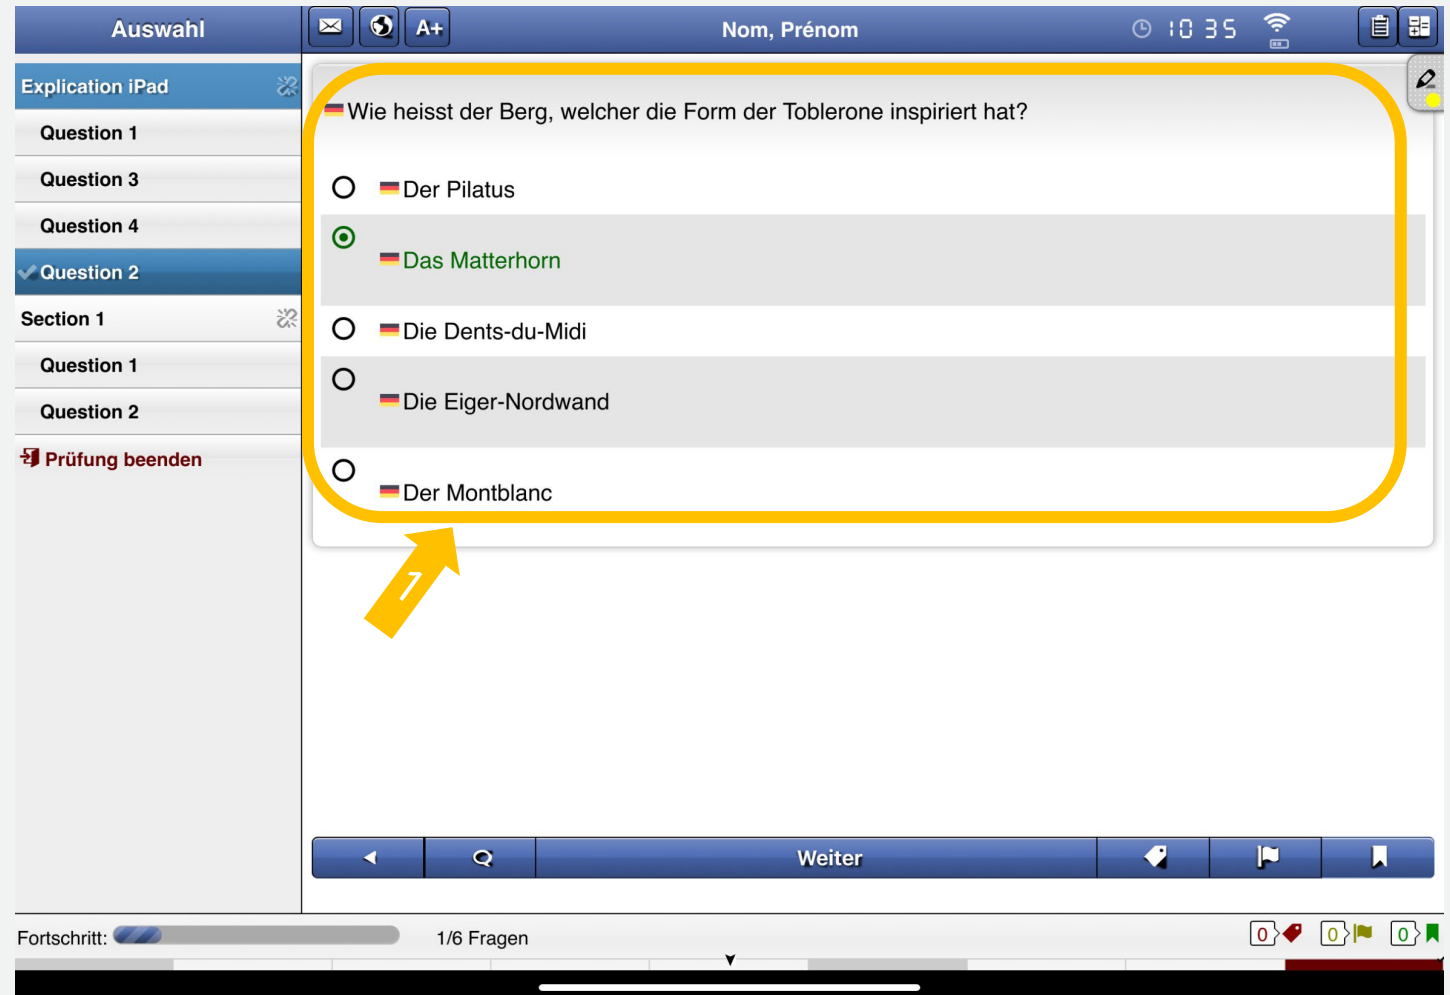 Auswahl
A+
Nom, Prénom
10 35
Explication iPad
Question 1
Question 3
Question 4
Question 2
Section 1
Question 1
Question 2
Prüfung beenden
Wie heisst der Berg, welcher die Form der Toblerone inspiriert hat?
Der Pilatus
Das Matterhorn
Die Dents-du-Midi
Die Eiger-Nordwand
Der Montblanc
1
Weiter
Fortschritt:
1/6 Fragen
0
0
0